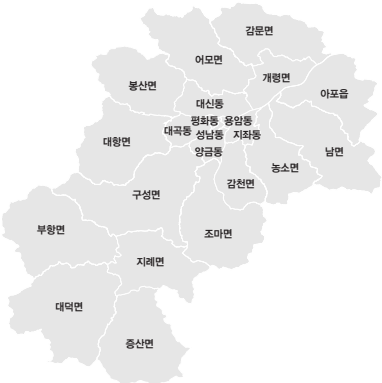 감문면
어모면
개령면
봉산면
아포읍
대신동
평화동 용암동
대곡동 성남동 지좌동
대항면
양금동
남면
농소면
감천면
구성면
부항면
조마면
지례면
대덕면
증산면